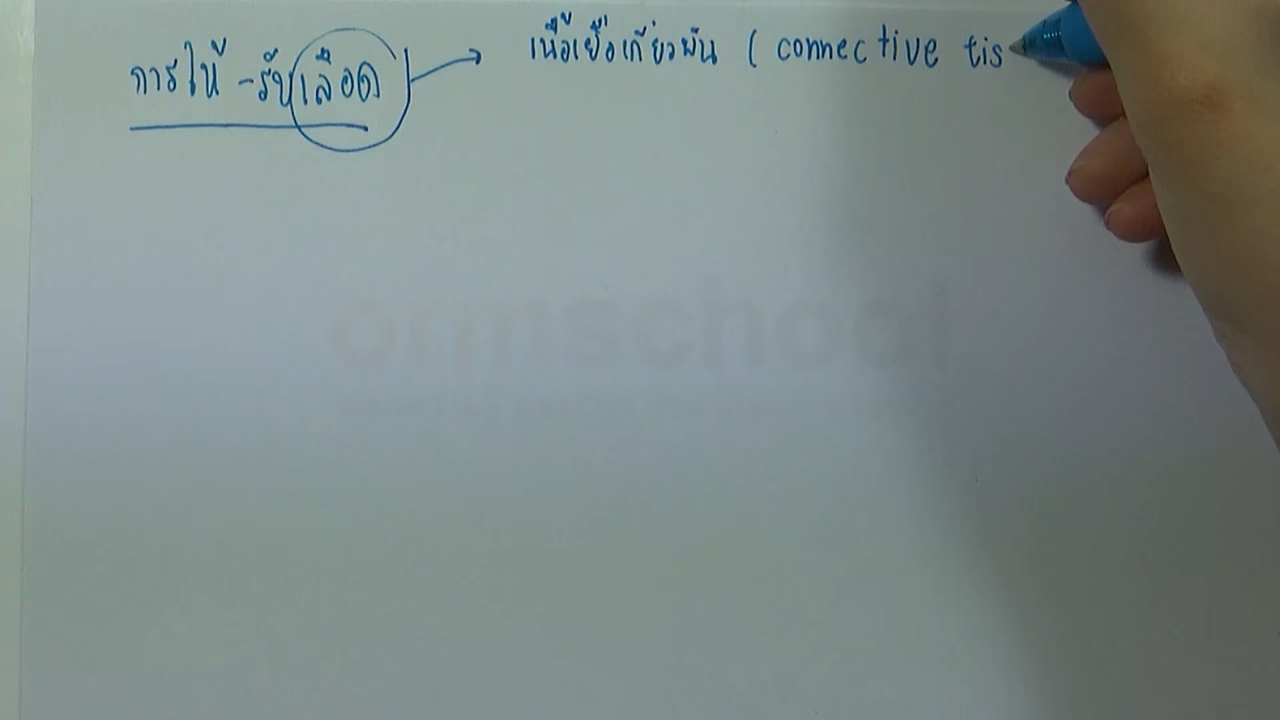 การให้ -รับเลือด
เนื้อเยื่อเกี่ยวพัน ( connective tis
ormschool